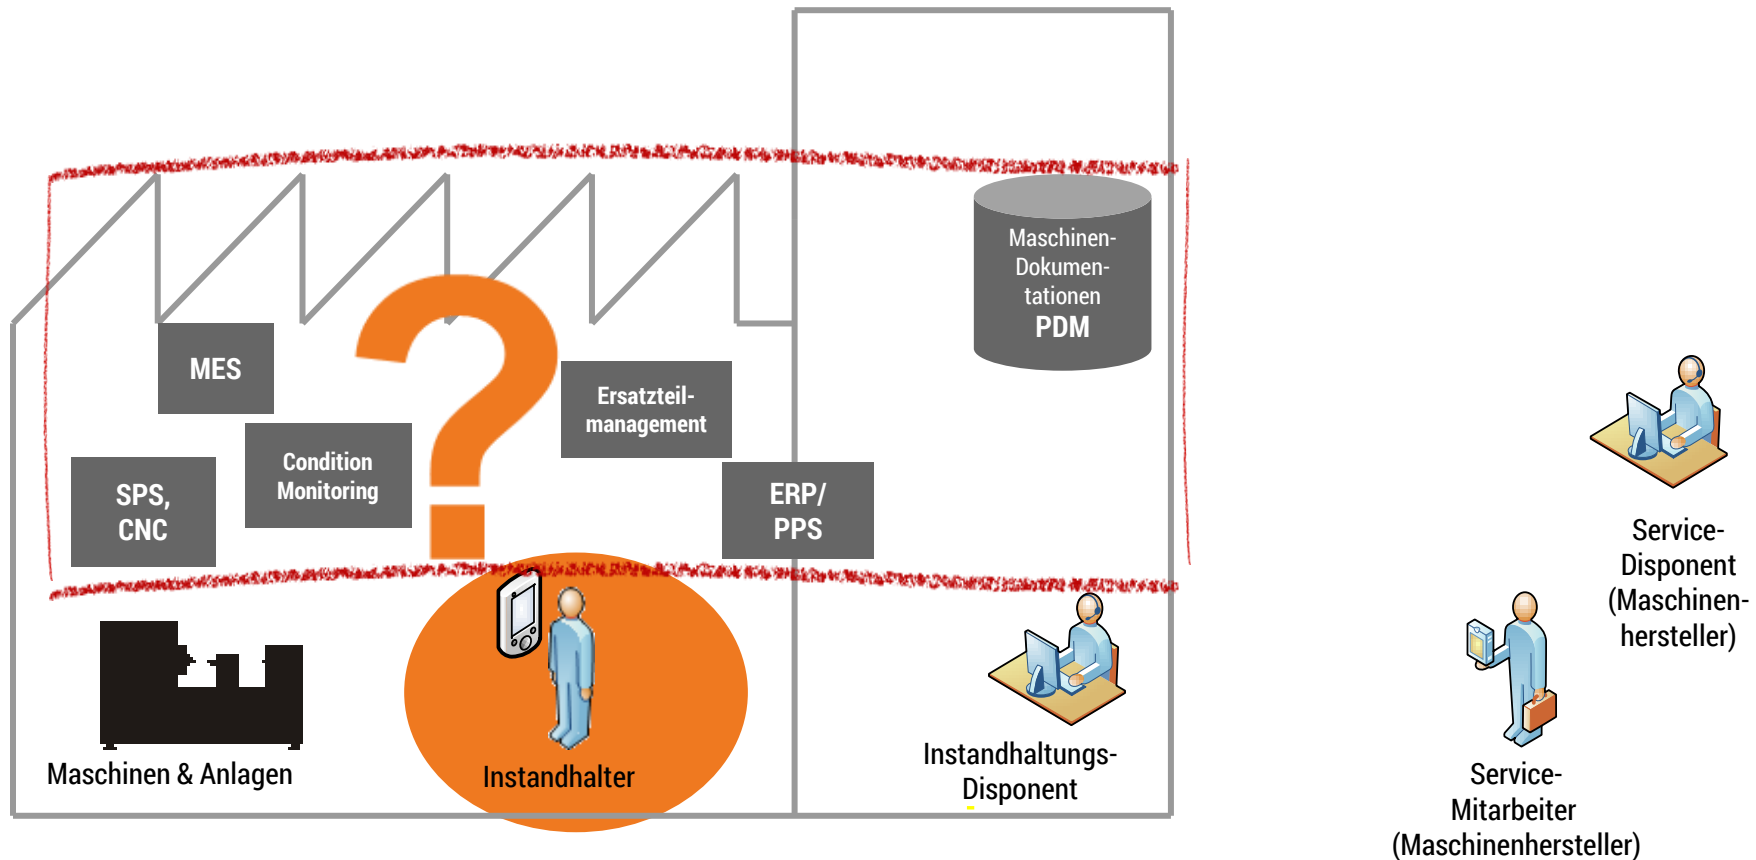 Maschinen-
Dokumen-
tationen
PDM
MES
Ersatzteil-
management
Condition
Monitoring
SPS,
CNC
ERP/
PPS
Service-
Disponent
(Maschinen-
hersteller)
Maschinen & Anlagen
Instandhalter
Instandhaltungs-
Disponent
Service-
Mitarbeiter
(Maschinenhersteller)
?